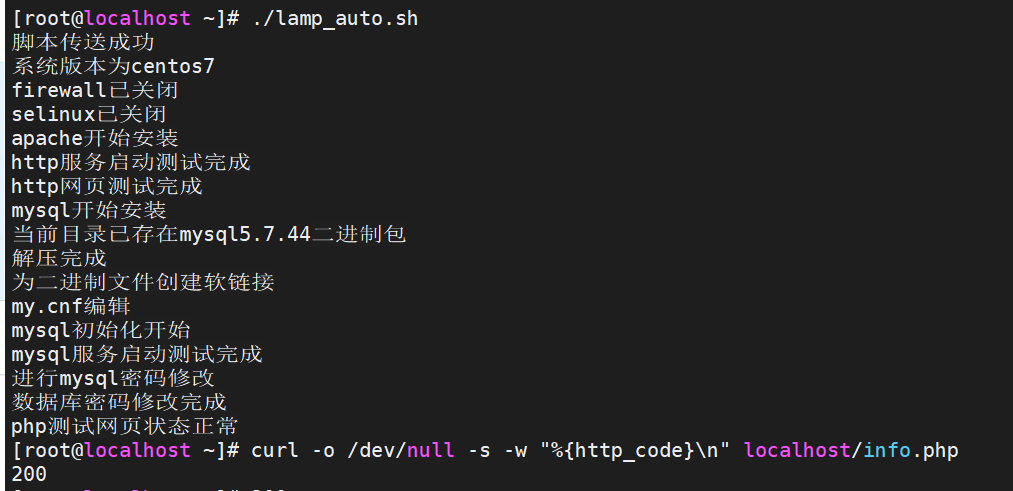 [root@localhost ~]# ./lamp_auto.sh
脚本传送成功
系统版本为centos7
firewall已关闭
selinux已关闭
apache开始安装
http服务启动测试完成
http网页测试完成
mysql开始安装
当前目录已存在mysql5.7.44二进制包
解压完成
为二进制文件创建软链接
my.cnf编辑
mysql初始化开始
mysql服务启动测试完成
进行mysql密码修改
数据库密码修改完成
php测试网页状态正常
[root@localhost ~]# curl -o /dev/null -s -w "%{http_code}\n" localhost/info.php
200